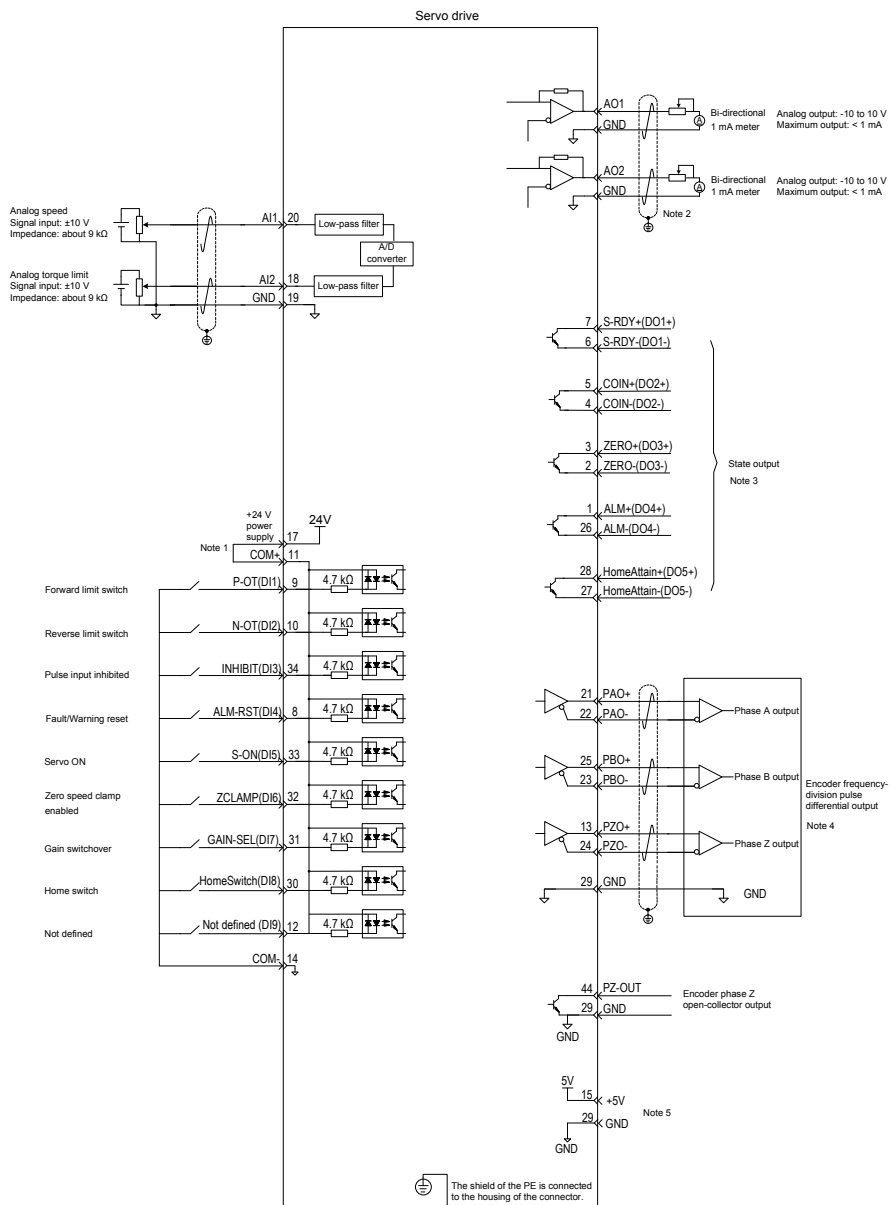 Servo drive
AO1
GND
Bi-directional
1 mA meter
A
Analog output: -10 to 10 V
Maximum output: < 1 mA
AO2
GND
Bi-directional
1 mA meter
A
Analog output: -10 to 10 V
Maximum output: < 1 mA
Note 2
Analog speed
Signal input: ±10 V
Impedance: about 9 kΩ
AI1 20
Low-pass filter
A/D
converter
Analog torque limit
Signal input: ±10 V
Impedance: about 9 kΩ
AI2 18
Low-pass filter
GND 19
7 S-RDY+(DO1+)
6 S-RDY-(DO1-)
5 COIN+(DO2+)
4 COIN-(DO2-)
3 ZERO+(DO3+)
2 ZERO-(DO3-)
1 ALM+(DO4+)
26 ALM-(DO4-)
28 HomeAttain+(DO5+)
27 HomeAttain-(DO5-)
State output
Note 3
+24 V
power
supply
17
24V
Note 1
COM+ 11
Forward limit switch
P-OT(DI1) 9
4.7 kΩ
Reverse limit switch
N-OT(DI2) 10
4.7 kΩ
Pulse input inhibited
INHIBIT(DI3) 34
4.7 kΩ
Fault/Warning reset
ALM-RST(DI4) 8
4.7 kΩ
Servo ON
S-ON(DI5) 33
4.7 kΩ
Zero speed clamp
enabled
ZCLAMP(DI6) 32
4.7 kΩ
Gain switchover
GAIN-SEL(DI7) 31
4.7 kΩ
Home switch
HomeSwitch(DI8) 30
4.7 kΩ
Not defined
Not defined (DI9) 12
4.7 kΩ
COM- 14
21 PAO+
22 PAO-
Phase A output
25 PBO+
23 PBO-
Phase B output
13 PZO+
24 PZO-
Phase Z output
29 GND
GND
Encoder frequency-
division pulse
differential output
Note 4
44 PZ-OUT
29 GND
GND
Encoder phase Z
open-collector output
5V
15 +5V
29 GND
GND
Note 5
The shield of the PE is connected
to the housing of the connector.